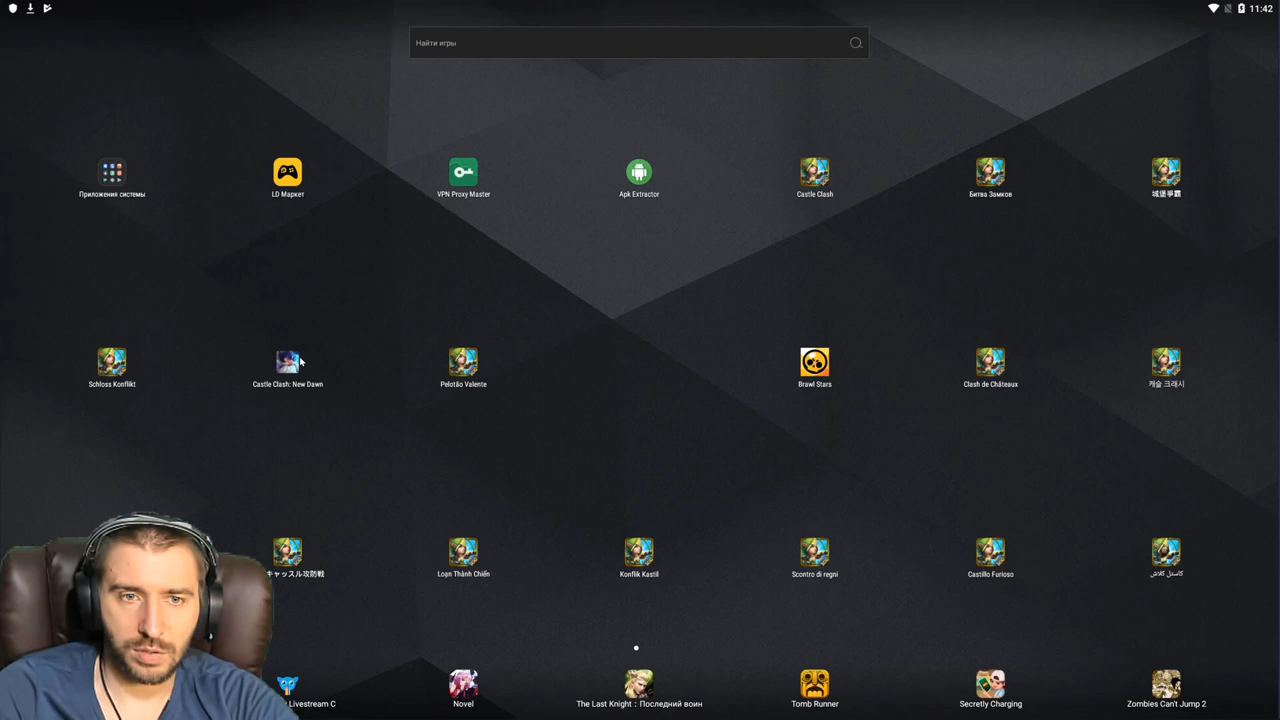 11:42
Найти игры
Приложения системы
LD Маркет
VPN Proxy Master
Apk Extractor
Castle Clash
Битва Замков
城堡爭霸
Schloss Konflikt
Castle Clash: New Dawn
Pelotão Valente
Brawl Stars
Clash de Châteaux
캐슬 크래시
キャッスル攻防戦
Loạn Thành Chiến
Konflik Kastil
Scontro di regni
Castillo Furioso
كاسل كلاش
Livestream C
Novel
The Last Knight : Последний воин
Tomb Runner
Secretly Charging
Zombies Can't Jump 2